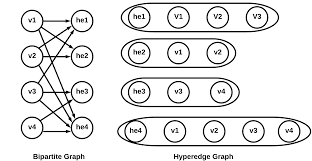 v1 he1 he1 v1 v2 V3
v2 he2 he2 v1 v2
v3 he3 he3 v3 v4
v4 he4 he4 v1 v2 v3 v4
Bipartite Graph Hyperedge Graph